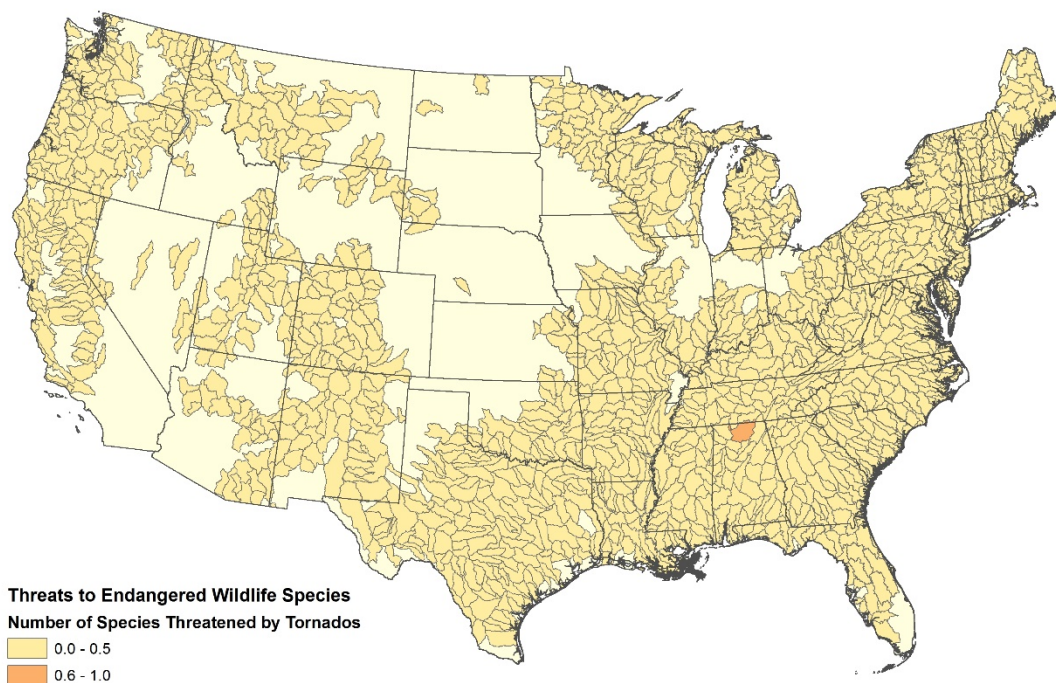 Threats to Endangered Wildlife Species
Number of Species Threatened by Tornados
0.0 - 0.5
0.6 - 1.0